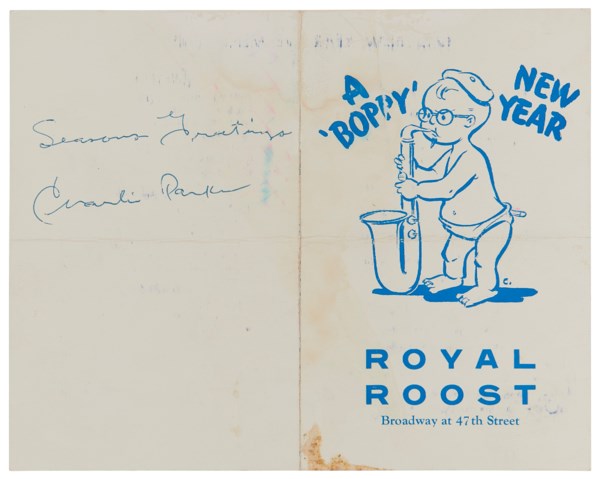 Seasons Greetings
Charlie Parker
A 'BOPPY' NEW YEAR
C.
ROYAL
ROOST
Broadway at 47th Street